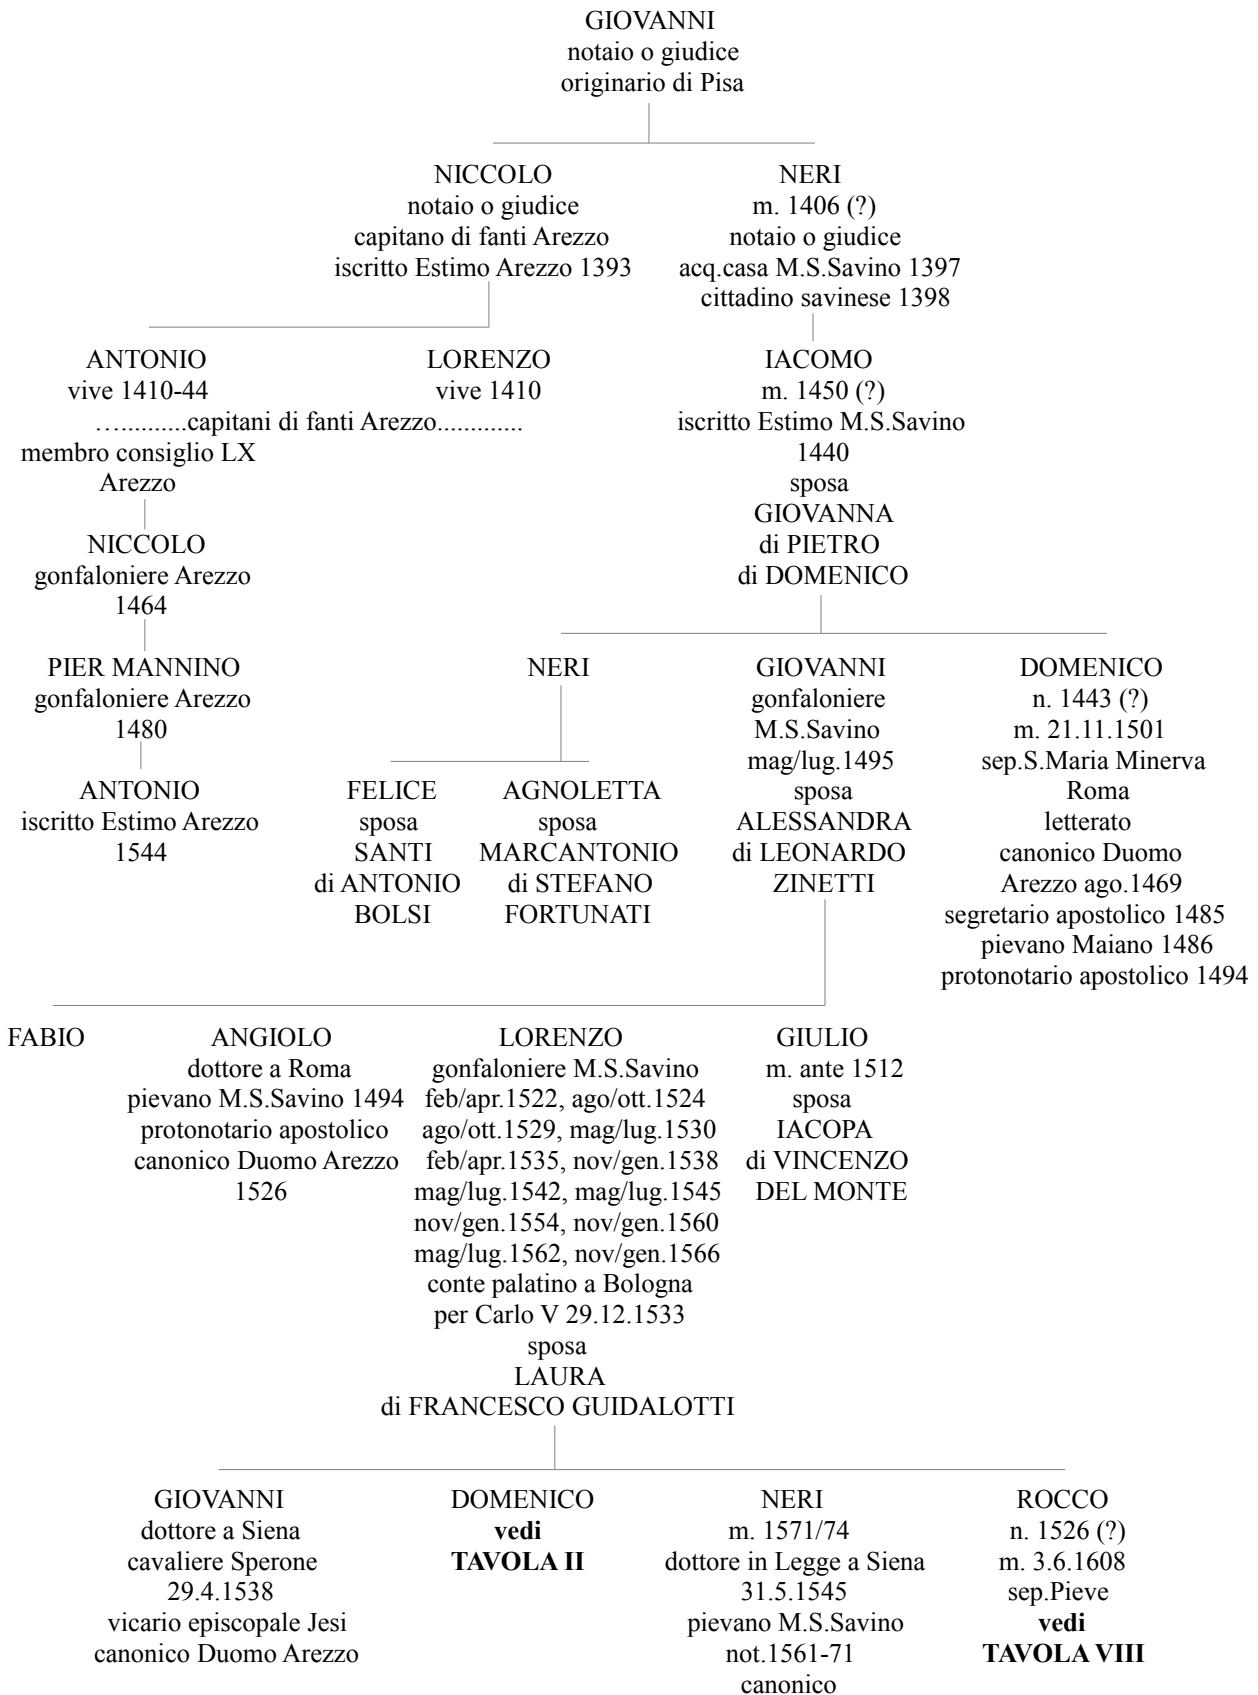 GIOVANNI
notaio o giudice
originario di Pisa
NICCOLO
notaio o giudice
capitano di fanti Arezzo
iscritto Estimo Arezzo 1393
NERI
m. 1406 (?)
notaio o giudice
acq.casa M.S.Savino 1397
cittadino savinese 1398
ANTONIO
vive 1410-44
LORENZO
vive 1410
…..........capitani di fanti Arezzo.............
membro consiglio LX
Arezzo
IACOMO
m. 1450 (?)
iscritto Estimo M.S.Savino
1440
sposa
GIOVANNA
di PIETRO
di DOMENICO
NICCOLO
gonfaloniere Arezzo
1464
PIER MANNINO
gonfaloniere Arezzo
1480
ANTONIO
iscritto Estimo Arezzo
1544
NERI
FELICE
sposa
SANTI
di ANTONIO
BOLSI
AGNOLETTA
sposa
MARCANTONIO
di STEFANO
FORTUNATI
GIOVANNI
gonfaloniere
M.S.Savino
mag/lug.1495
sposa
ALESSANDRA
di LEONARDO
ZINETTI
DOMENICO
n. 1443 (?)
m. 21.11.1501
sep.S.Maria Minerva
Roma
letterato
canonico Duomo
Arezzo ago.1469
segretario apostolico 1485
pievano Maiano 1486
protonotario apostolico 1494
FABIO
ANGIOLO
dottore a Roma
pievano M.S.Savino 1494
protonotario apostolico
canonico Duomo Arezzo
1526
LORENZO
gonfaloniere M.S.Savino
feb/apr.1522, ago/ott.1524
ago/ott.1529, mag/lug.1530
feb/apr.1535, nov/gen.1538
mag/lug.1542, mag/lug.1545
nov/gen.1554, nov/gen.1560
mag/lug.1562, nov/gen.1566
conte palatino a Bologna
per Carlo V 29.12.1533
sposa
LAURA
di FRANCESCO GUIDALOTTI
GIULIO
m. ante 1512
sposa
IACOPA
di VINCENZO
DEL MONTE
GIOVANNI
dottore a Siena
cavaliere Sperone
29.4.1538
vicario episcopale Jesi
canonico Duomo Arezzo
DOMENICO
vedi
TAVOLA II
NERI
m. 1571/74
dottore in Legge a Siena
31.5.1545
pievano M.S.Savino
not.1561-71
canonico
ROCCO
n. 1526 (?)
m. 3.6.1608
sep.Pieve
vedi
TAVOLA VIII